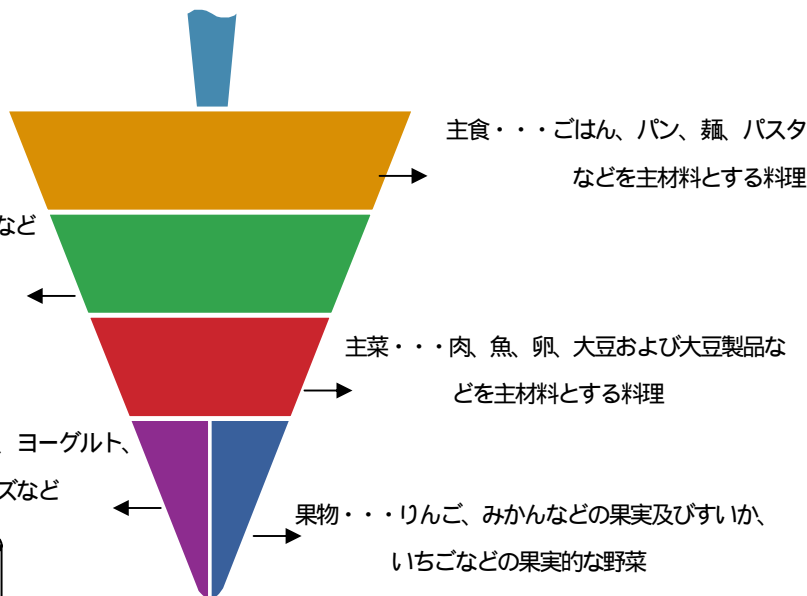 主食・・・ごはん、パン、麺、パスタ
などを主材料とする料理
など
主菜・・・肉、魚、卵、大豆および大豆製品な
どを主材料とする料理
、ヨーグルト、
ズなど
果物・・・りんご、みかんなどの果実及びすいか、
いちごなどの果実的な野菜